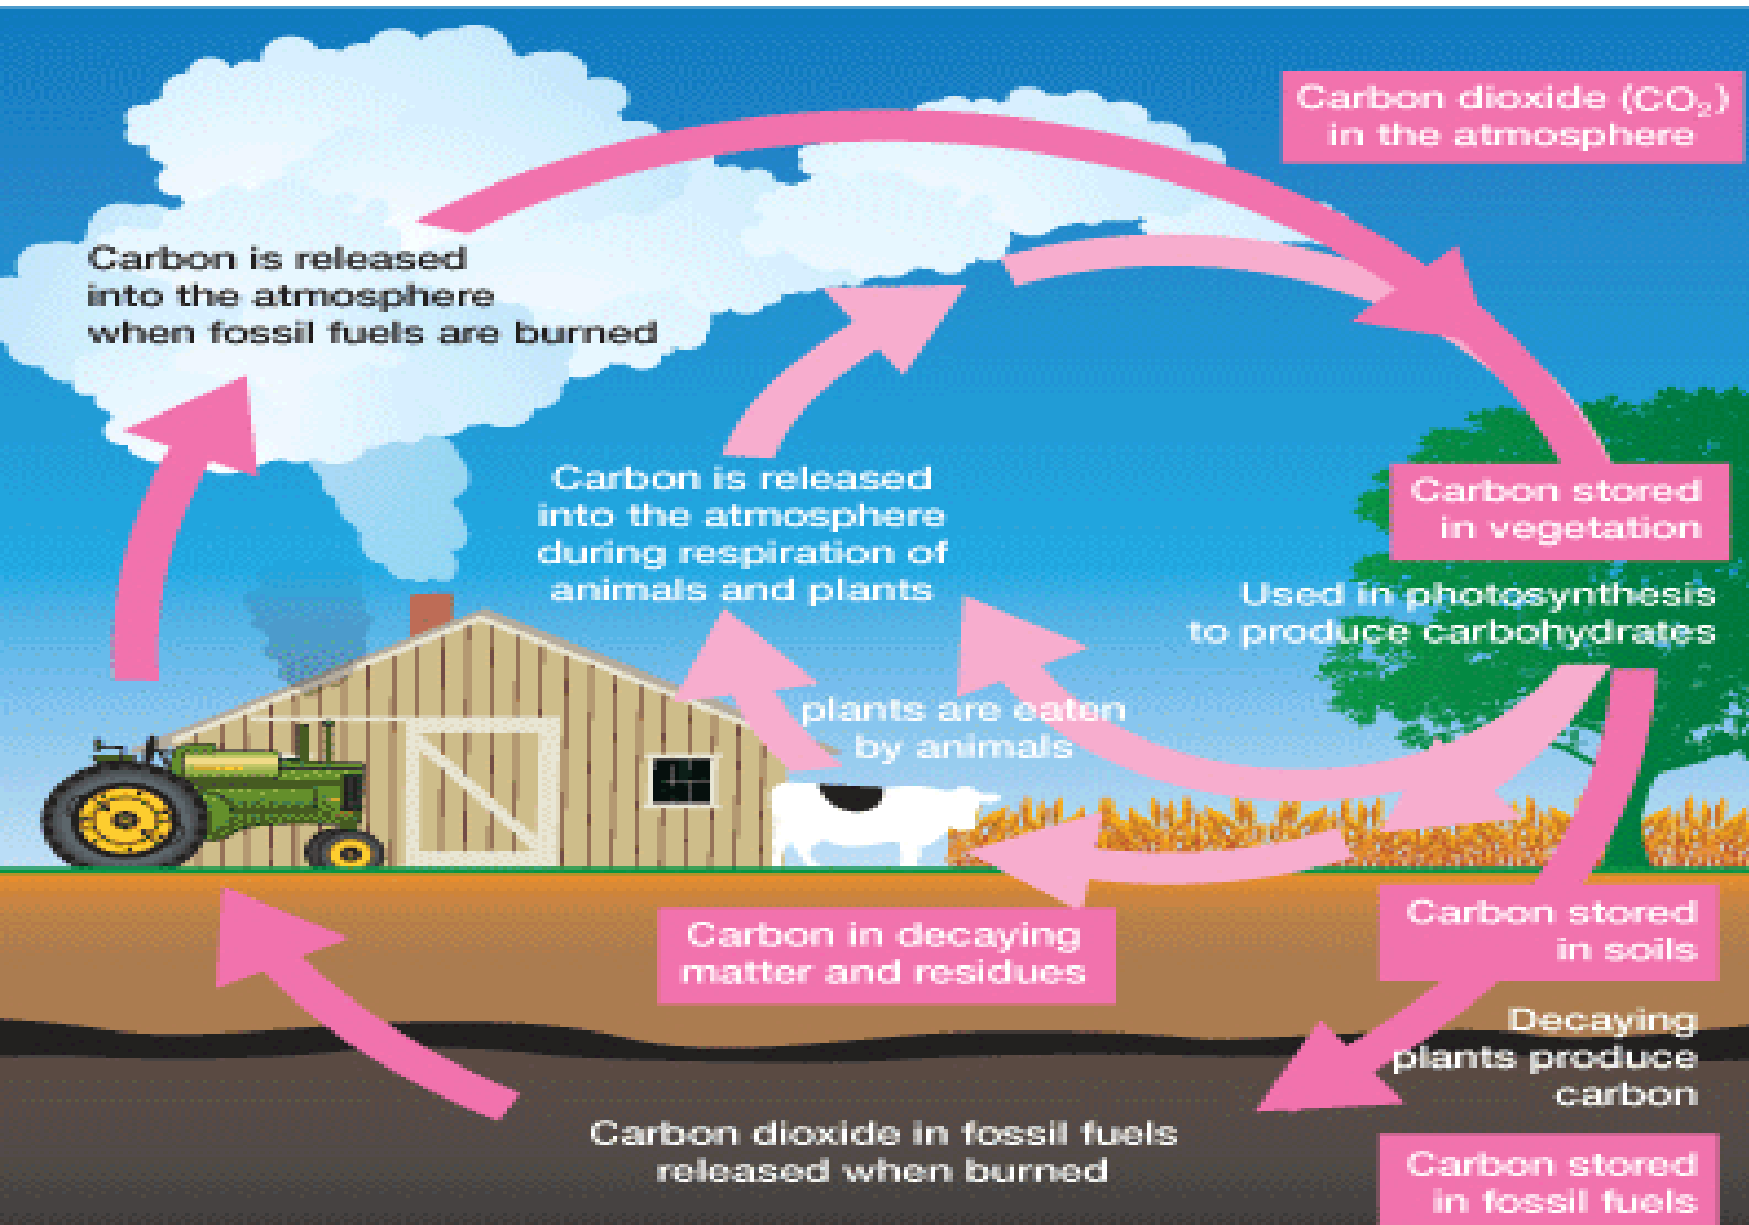 Carbon dioxide (CO₂)
in the atmosphere
Carbon is released
into the atmosphere
when fossil fuels are burned
Carbon is released
into the atmosphere
during respiration of
animals and plants
Carbon stored
in vegetation
Used in photosynthesis
to produce carbohydrates
plants are eaten
by animals
Carbon in decaying
matter and residues
Carbon stored
in soils
Decaying
plants produce
carbon
Carbon dioxide in fossil fuels
released when burned
Carbon stored
in fossil fuels